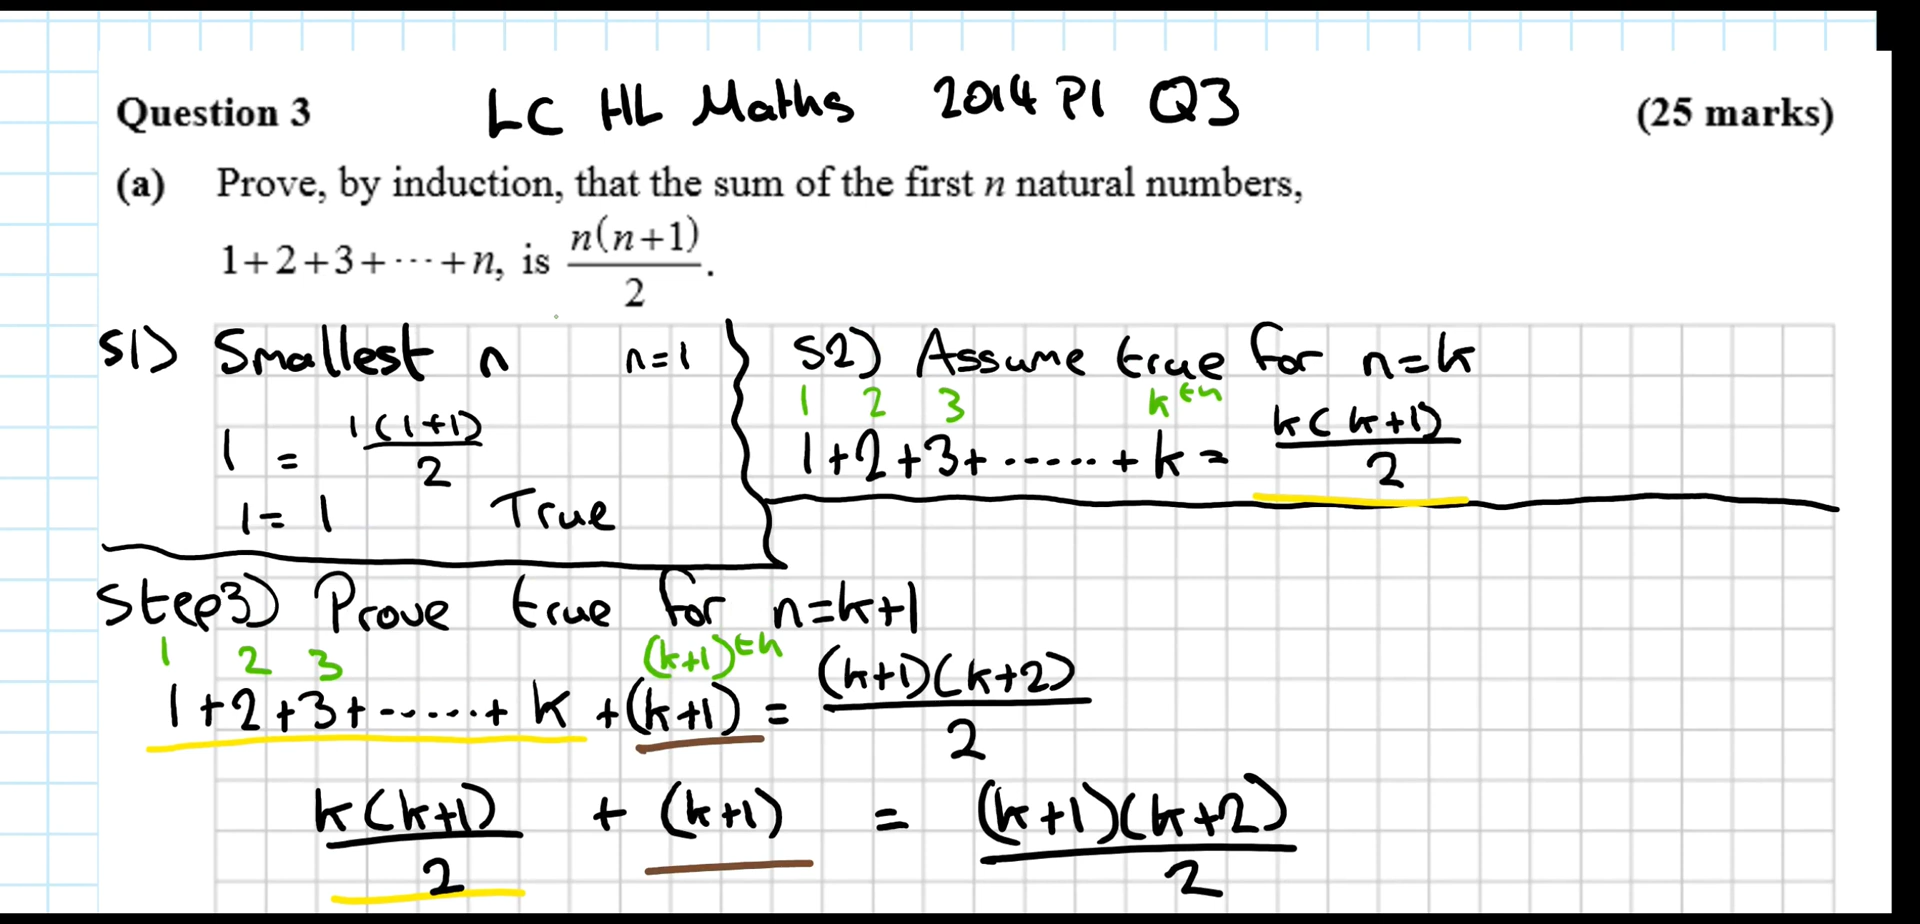 Question 3 LC HL Maths 2014 P1 Q3 (25 marks)
(a) Prove, by induction, that the sum of the first n natural numbers,
1+2+3+⋯+n, is n(n+1)/2.
S1) Smallest n n=1
1 = 1(1+1)/2
1 = 1 True
S2) Assume true for n=k
1 2 3 kth
1+2+3+......+k = k(k+1)/2
Step3) Prove true for n=k+1
1 2 3 (k+1)th
1+2+3+......+k+(k+1) = (k+1)(k+2)/2
k(k+1)/2 + (k+1) = (k+1)(k+2)/2